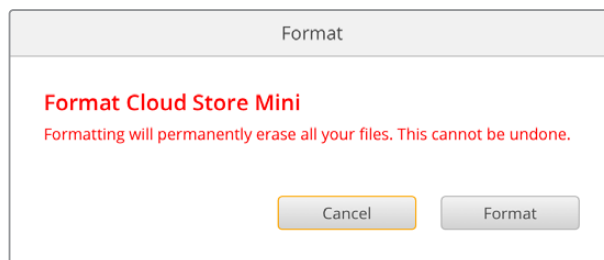 Format
Format Cloud Store Mini
Formatting will permanently erase all your files. This cannot be undone.
Cancel Format